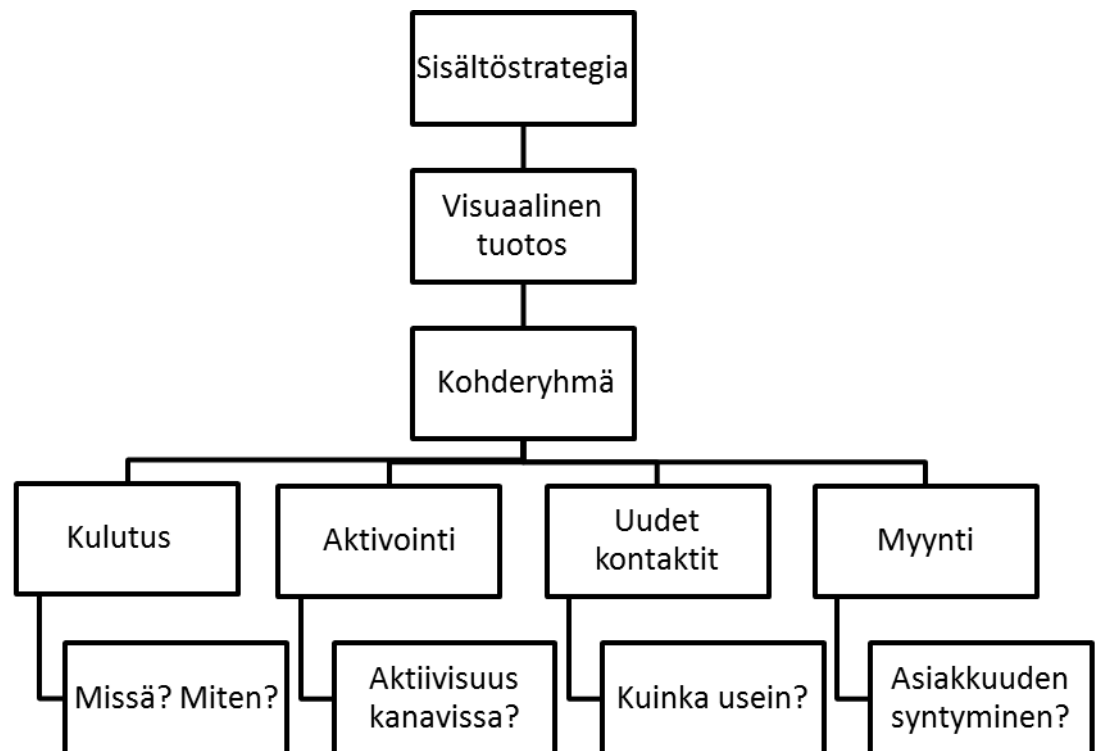 Sisältöstrategia
Visuaalinen
tuotos
Kohderyhmä
Kulutus
Aktivointi
Uudet
kontaktit
Myynti
Missä? Miten?
Aktiivisuus
kanavissa?
Kuinka usein?
Asiakkuuden
syntyminen?